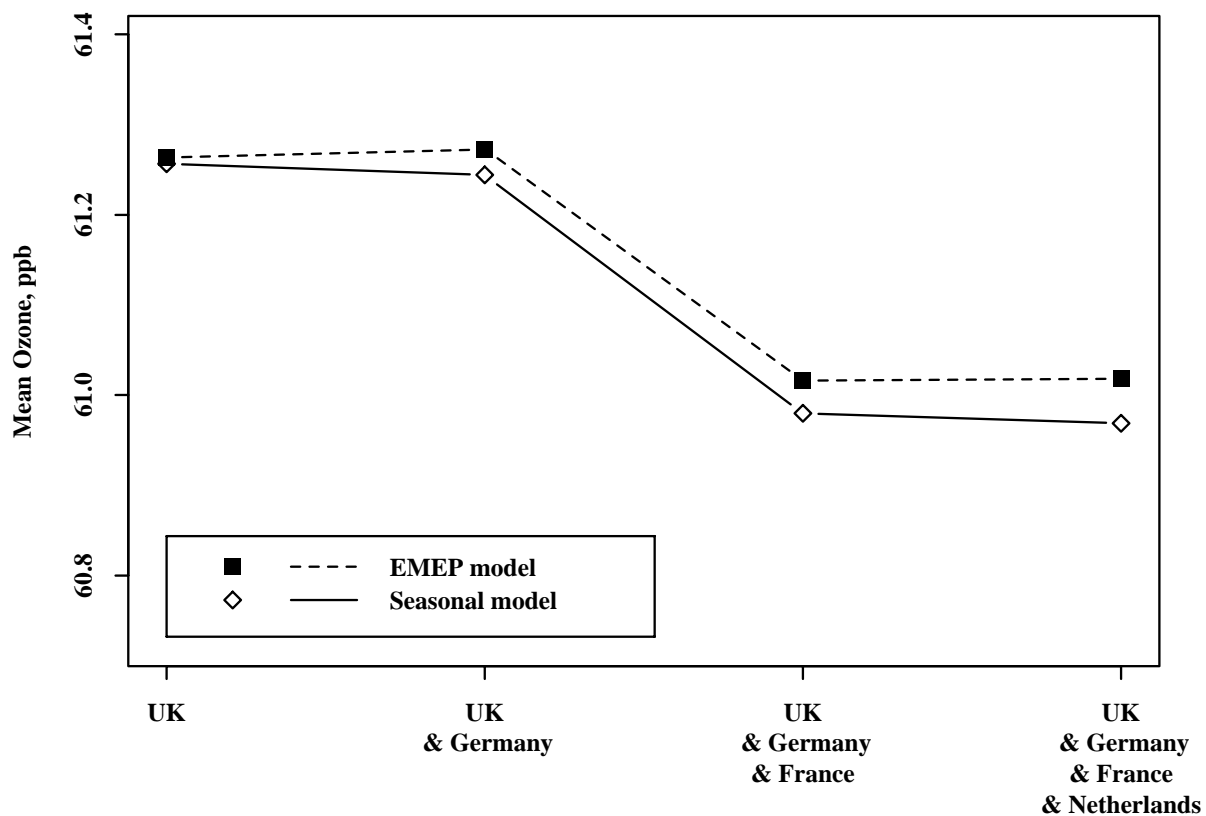 61.4
61.2
61.0
60.8
Mean Ozone, ppb
EMEP model
Seasonal model
UK
UK
& Germany
UK
& Germany
& France
UK
& Germany
& France
& Netherlands